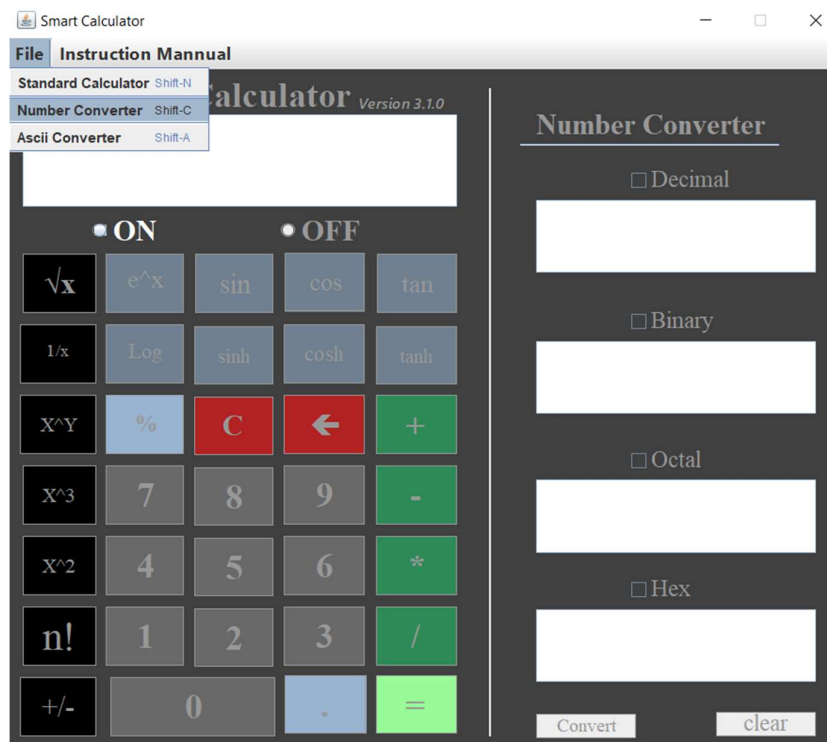 Smart Calculator
File Instruction Mannual
Standard Calculator Shift-N
Number Converter Shift-C
Ascii Converter Shift-A
Calculator Version 3.1.0
ON OFF
√x e^x sin cos tan
1/x Log sinh cosh tanh
X^Y % C 🡰 +
X^3 7 8 9 -
X^2 4 5 6 *
n! 1 2 3 /
+/- 0 . =
Number Converter
Decimal
Binary
Octal
Hex
Convert clear